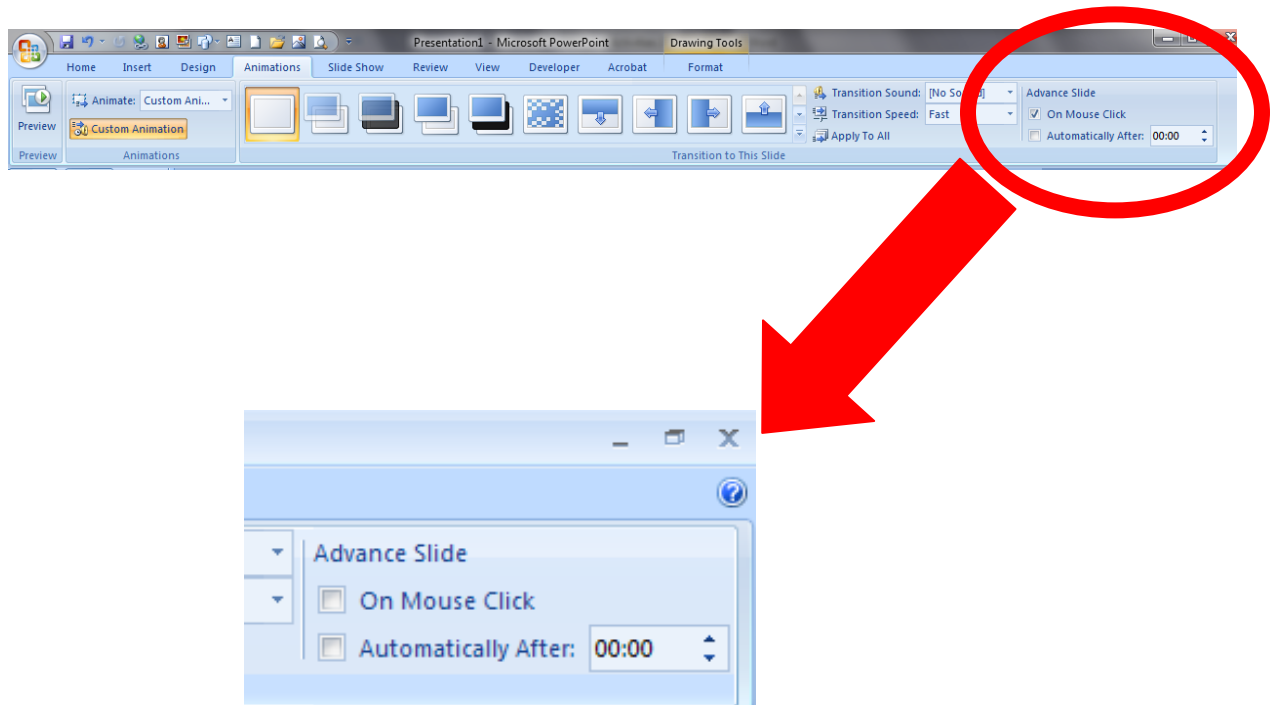 Presentation1 - Microsoft PowerPoint Drawing Tools
Home Insert Design Animations Slide Show Review View Developer Acrobat Format
Animate: Custom Ani... Transition Sound: [No So Advance Slide
Transition Speed: Fast On Mouse Click
Preview Custom Animation Apply To All Automatically After: 00:00
Preview Animations Transition to This Slide
Advance Slide
On Mouse Click
Automatically After: 00:00